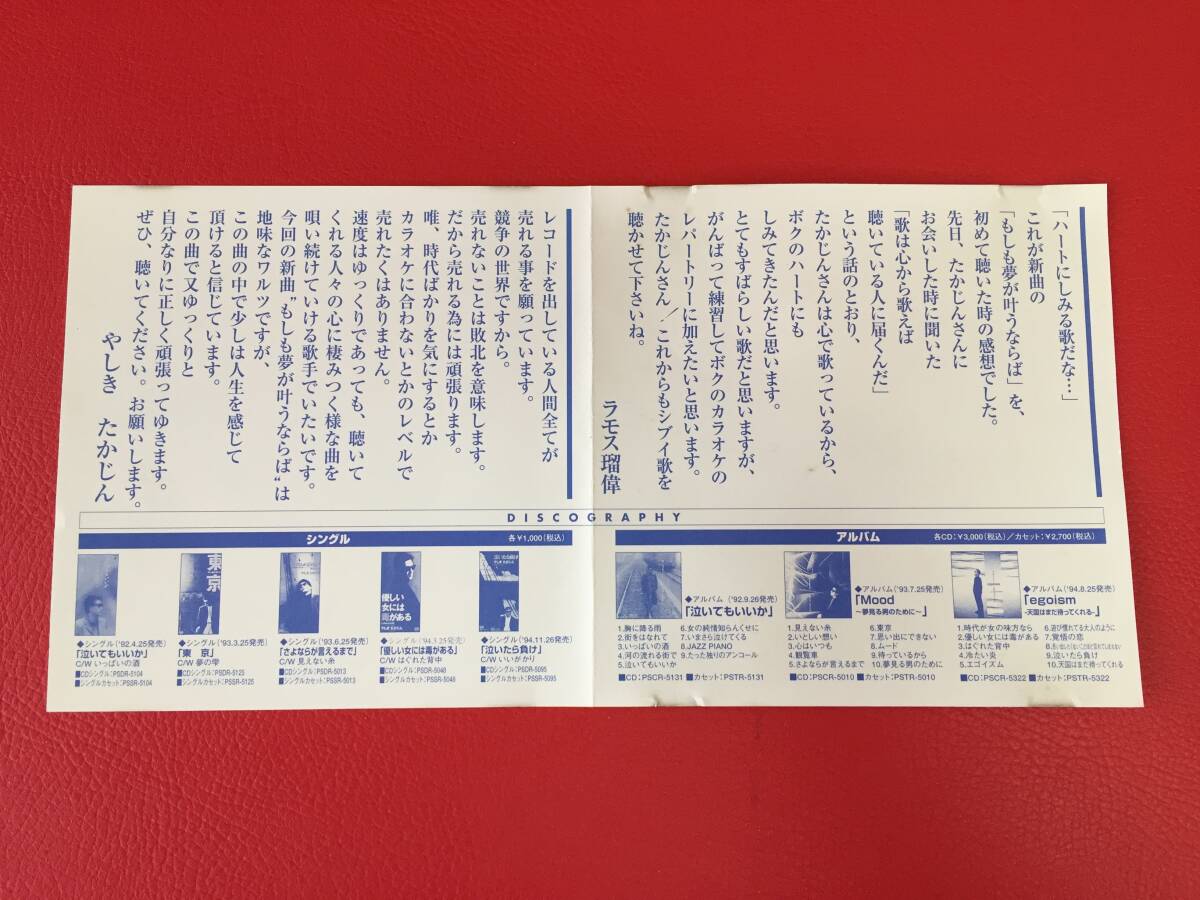 「ハートにしみる歌だな…」
これが新曲の
「もしも夢が叶うならば」を、
初めて聴いた時の感想でした。
先日、たかじんさんに
お会いした時に聞いた
「歌は心から歌えば
聴いている人に届くんだ」
という話のとおり、
たかじんさんは心で歌っているから、
ボクのハートにも
しみてきたんだと思います。
とてもすばらしい歌だと思いますが、
がんばって練習してボクのカラオケの
レパートリーに加えたいと思います。
たかじんさん／これからもシブイ歌を
聴かせて下さいね。
ラモス瑠偉
レコードを出している人間全てが
売れる事を願っています。
競争の世界ですから。
売れないことは敗北を意味します。
だから売れる為には頑張ります。
唯、時代ばかりを気にするとか
カラオケに合わないとかのレベルで
売れたくはありません。
速度はゆっくりであっても、聴いて
くれる人々の心に棲みつく様な曲を
唄い続けていける歌手でいたいです。
今回の新曲〝もしも夢が叶うならば〟は
地味なワルツですが、
この曲の中で少しは人生を感じて
頂けると信じています。
この曲で又ゆっくりと
自分なりに正しく頑張ってゆきます。
ぜひ、聴いてください。お願いします。
やしき たかじん
DISCOGRAPHY
シングル 各￥1,000(税込)
東京
優しい
女には
毒がある
◆シングル('92.4.25発売)
「泣いてもいいか」
C/W いっぱいの酒
■CDシングル:PSDR-5104
■シングルカセット:PSSR-5104
◆シングル('93.3.25発売)
「東 京」
C/W 夢の雫
■CDシングル:PSDR-5125
■シングルカセット:PSSR-5125
◆シングル('93.6.25発売)
「さよならが言えるまで」
C/W 見えない糸
■CDシングル:PSDR-5013
■シングルカセット:PSSR-5013
◆シングル('94.3.25発売)
「優しい女には毒がある」
C/W はぐれた背中
■CDシングル:PSDR-5048
■シングルカセット:PSSR-5048
◆シングル('94.11.26発売)
「泣いたら負け」
C/W いいがかり
■CDシングル:PSDR-5095
■シングルカセット:PSSR-5095
アルバム 各CD:￥3,000(税込)／カセット:￥2,700(税込)
◆アルバム('92.9.26発売)
「泣いてもいいか」
1.胸に降る雨
2.街をはなれて
3.いっぱいの酒
4.河の流れる街で
5.泣いてもいいか
6.女の純情知らんくせに
7.いまさら泣けてくる
8.JAZZ PIANO
9.たった独りのアンコール
■CD:PSCR-5131 ■カセット:PSTR-5131
◆アルバム('93.7.25発売)
「Mood
〜夢見る男のために〜」
1.見えない糸
2.いとしい想い
3.心はいつも
4.観覧車
5.さよならが言えるまで
6.東京
7.思い出にできない
8.ムード
9.待っているから
10.夢見る男のために
■CD:PSCR-5010 ■カセット:PSTR-5010
◆アルバム('94.8.25発売)
「egoism
-天国はまだ待ってくれる-」
1.時代が女の味方なら
2.優しい女には毒がある
3.はぐれた背中
4.冷たい炎
5.エゴイズム
6.遊び慣れてる大人のように
7.覚悟の恋
9.泣いたら負け
10.天国はまだ待ってくれる
■CD:PSCR-5322 ■カセット:PSTR-5322